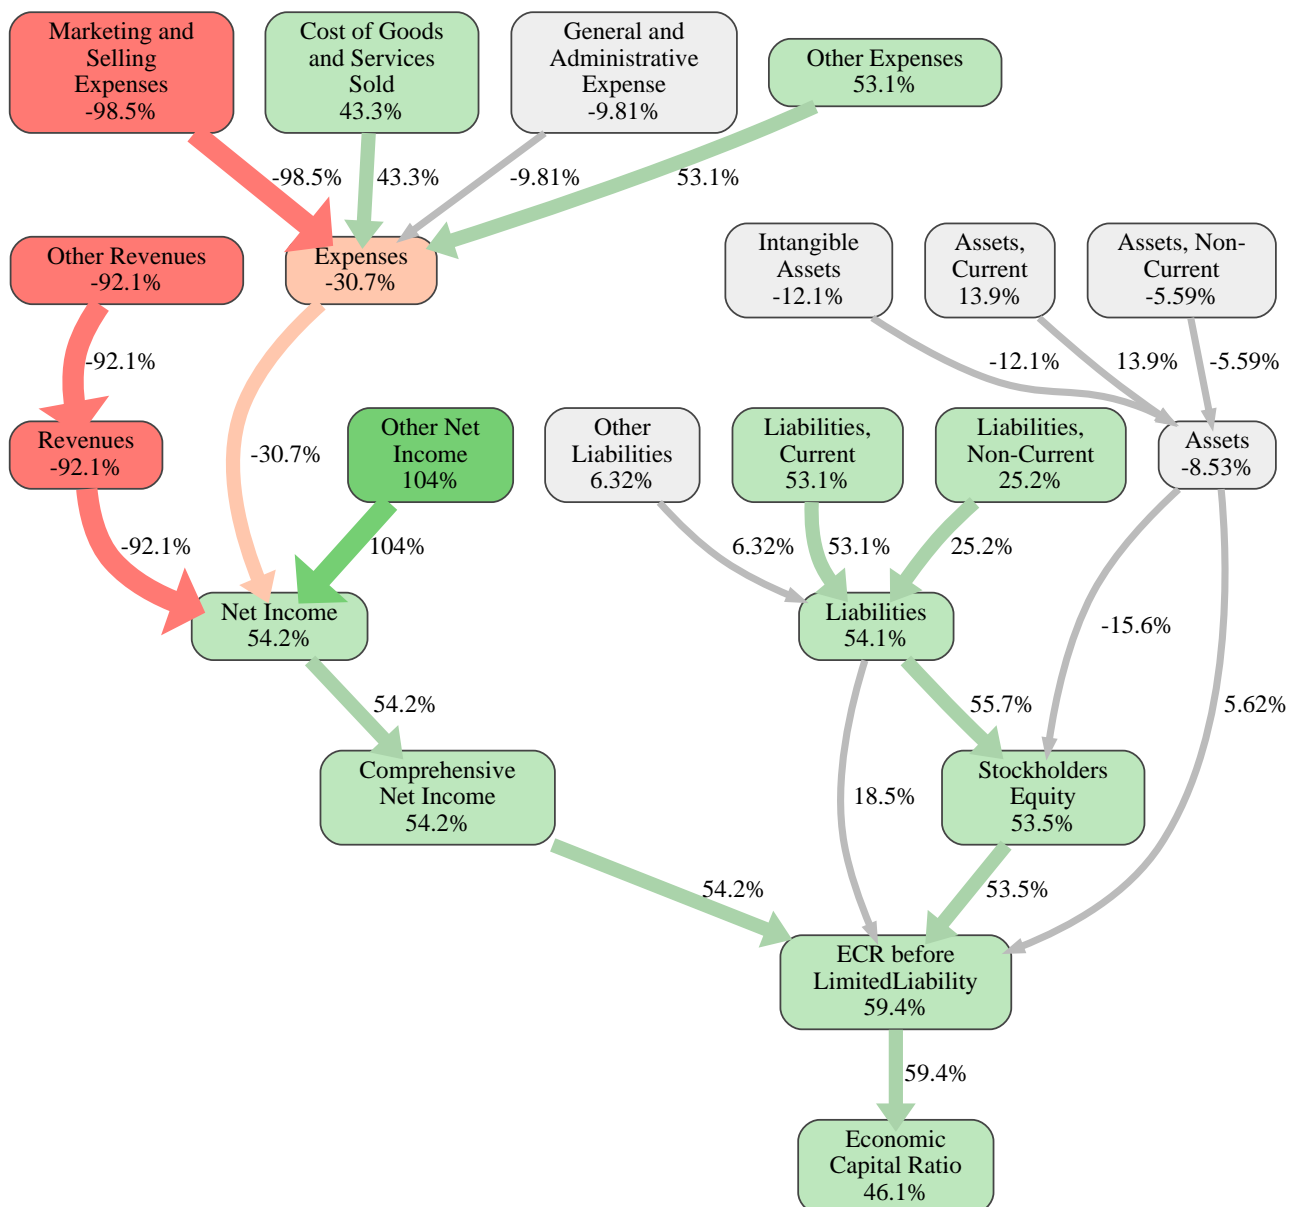 Marketing and
Selling
Expenses
-98.5%
Cost of Goods
and Services
Sold
43.3%
General and
Administrative
Expense
-9.81%
Other Expenses
53.1%
-98.5%
43.3%
-9.81%
53.1%
Other Revenues
-92.1%
Expenses
-30.7%
Intangible
Assets
-12.1%
Assets,
Current
13.9%
Assets, Non-
Current
-5.59%
-92.1%
-12.1%
13.9%
-5.59%
Revenues
-92.1%
-30.7%
Other Net
Income
104%
Other
Liabilities
6.32%
Liabilities,
Current
53.1%
Liabilities,
Non-Current
25.2%
Assets
-8.53%
-92.1%
104%
6.32%
53.1%
25.2%
Net Income
54.2%
Liabilities
54.1%
-15.6%
54.2%
55.7%
5.62%
Comprehensive
Net Income
54.2%
18.5%
Stockholders
Equity
53.5%
54.2%
53.5%
ECR before
LimitedLiability
59.4%
59.4%
Economic
Capital Ratio
46.1%